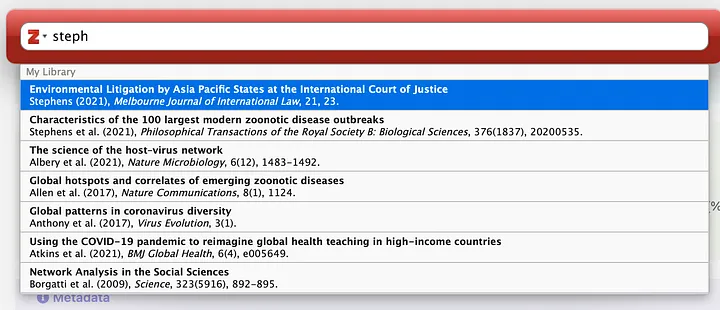 Z steph
My Library
Environmental Litigation by Asia Pacific States at the International Court of Justice
Stephens (2021), Melbourne Journal of International Law, 21, 23.
Characteristics of the 100 largest modern zoonotic disease outbreaks
Stephens et al. (2021), Philosophical Transactions of the Royal Society B: Biological Sciences, 376(1837), 20200535.
The science of the host-virus network
Albery et al. (2021), Nature Microbiology, 6(12), 1483–1492.
Global hotspots and correlates of emerging zoonotic diseases
Allen et al. (2017), Nature Communications, 8(1), 1124.
Global patterns in coronavirus diversity
Anthony et al. (2017), Virus Evolution, 3(1).
Using the COVID-19 pandemic to reimagine global health teaching in high-income countries
Atkins et al. (2021), BMJ Global Health, 6(4), e005649.
Network Analysis in the Social Sciences
Borgatti et al. (2009), Science, 323(5916), 892–895.
Metadata